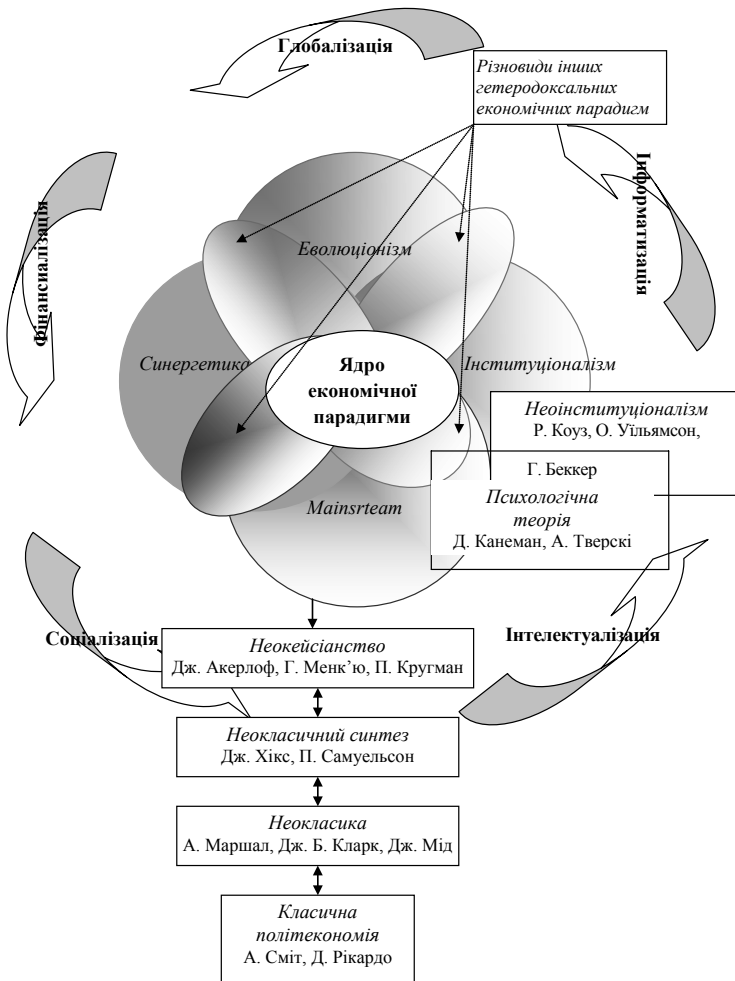 Глобалізація
Різновиди інших
гетеродоксальних
економічних парадигм
Фінансиалізація
Інформатизація
Еволюціонізм
Синергетика
Ядро
економічної
парадигми
Інституціоналізм
Неоінституціоналізм
Р. Коуз, О. Уїльямсон,
Г. Беккер
Психологічна
теорія
Д. Канеман, А. Тверскі
Mainsrteam
Соціалізація
Інтелектуалізація
Неокейсіанство
Дж. Акерлоф, Г. Менк’ю, П. Кругман
Неокласичний синтез
Дж. Хікс, П. Самуельсон
Неокласика
А. Маршал, Дж. Б. Кларк, Дж. Мід
Класична
політекономія
А. Сміт, Д. Рікардо